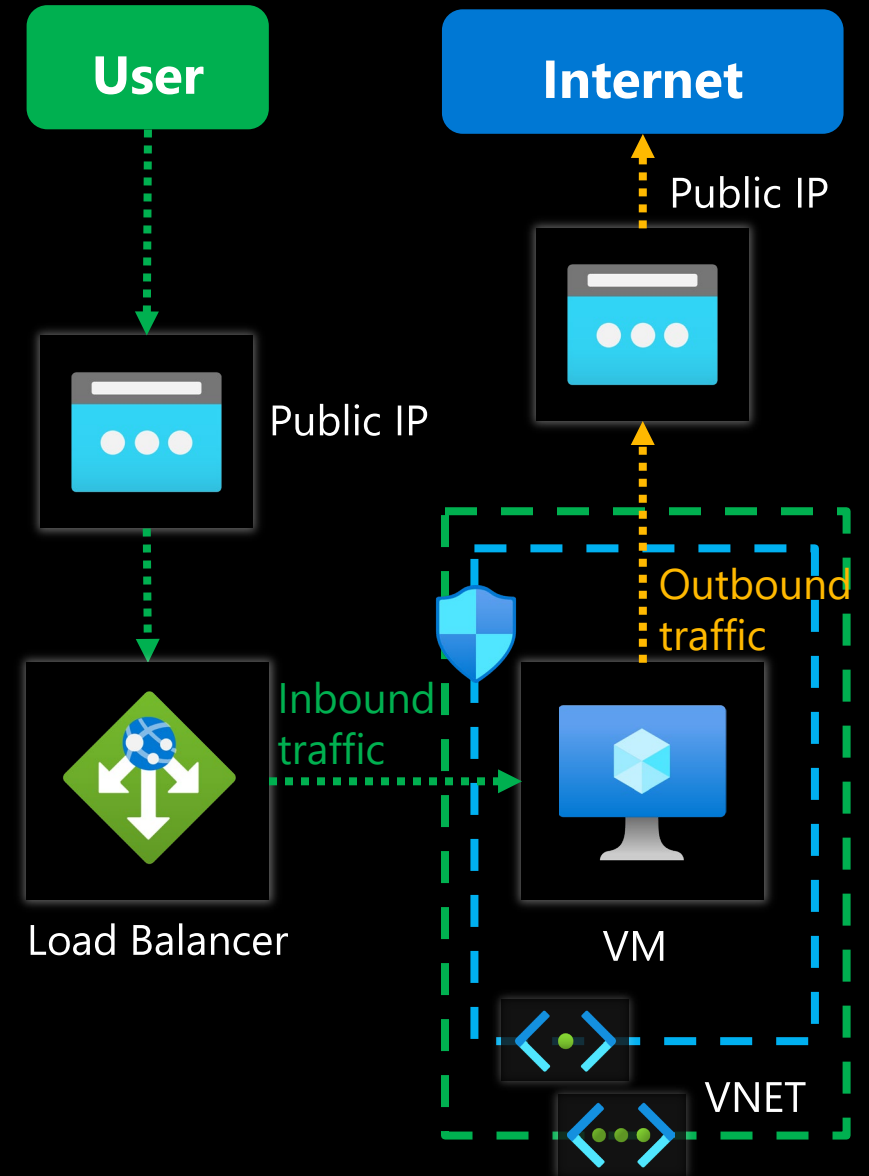 User
Internet
Public IP
Public IP
Outbound
traffic
Inbound
traffic
Load Balancer
VM
VNET